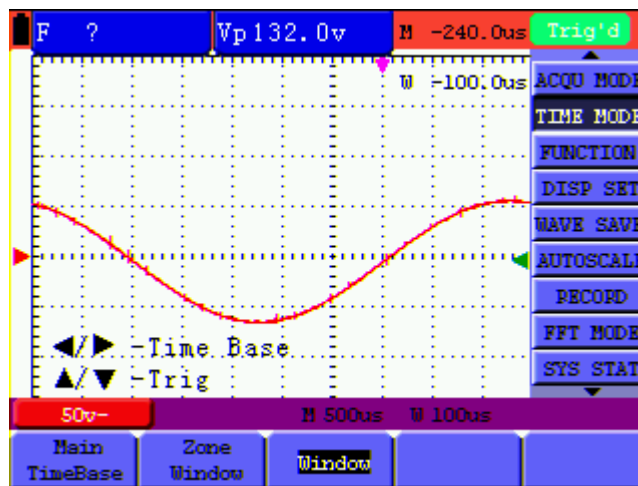 F ?
Vp132.0v
M -240.0us
Trig'd
W -100.0us
ACQU MODE
TIME MODE
FUNCTION
DISP SET
WAVE SAVE
AUTOSCALE
RECORD
FFT MODE
SYS STAT
◀/▶ -Time Base
▲/▼ -Trig
50v-
M 500us
W 100us
Main TimeBase
Zone Window
Window